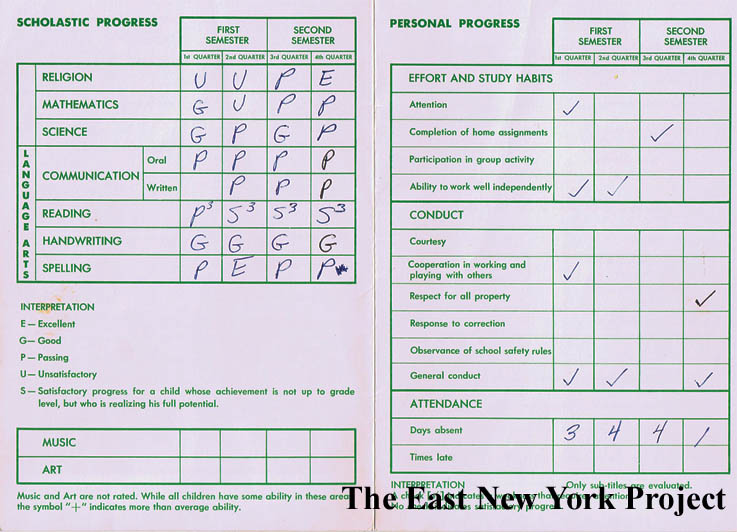 SCHOLASTIC PROGRESS
FIRST SEMESTER SECOND SEMESTER
1st QUARTER 2nd QUARTER 3rd QUARTER 4th QUARTER
RELIGION U U P E
MATHEMATICS G U P P
SCIENCE G P G P
LANGUAGE ARTS
COMMUNICATION
Oral P P P P
Written P P P
READING P3 S3 S3 S3
HANDWRITING G G G G
SPELLING P E P P
INTERPRETATION
E — Excellent
G — Good
P — Passing
U — Unsatisfactory
S — Satisfactory progress for a child whose achievement is not up to grade
level, but who is realizing his full potential.
MUSIC
ART
Music and Art are not rated. While all children have some ability in these areas
the symbol "+" indicates more than average ability.
PERSONAL PROGRESS
FIRST SEMESTER SECOND SEMESTER
1st QUARTER 2nd QUARTER 3rd QUARTER 4th QUARTER
EFFORT AND STUDY HABITS
Attention ✓
Completion of home assignments ✓
Participation in group activity
Ability to work well independently ✓ ✓
CONDUCT
Courtesy
Cooperation in working and
playing with others ✓
Respect for all property ✓
Response to correction
Observance of school safety rules
General conduct ✓ ✓ ✓
ATTENDANCE
Days absent 3 4 4 1
Times late
INTERPRETATION Only sub-titles are evaluated.
The East New York Project